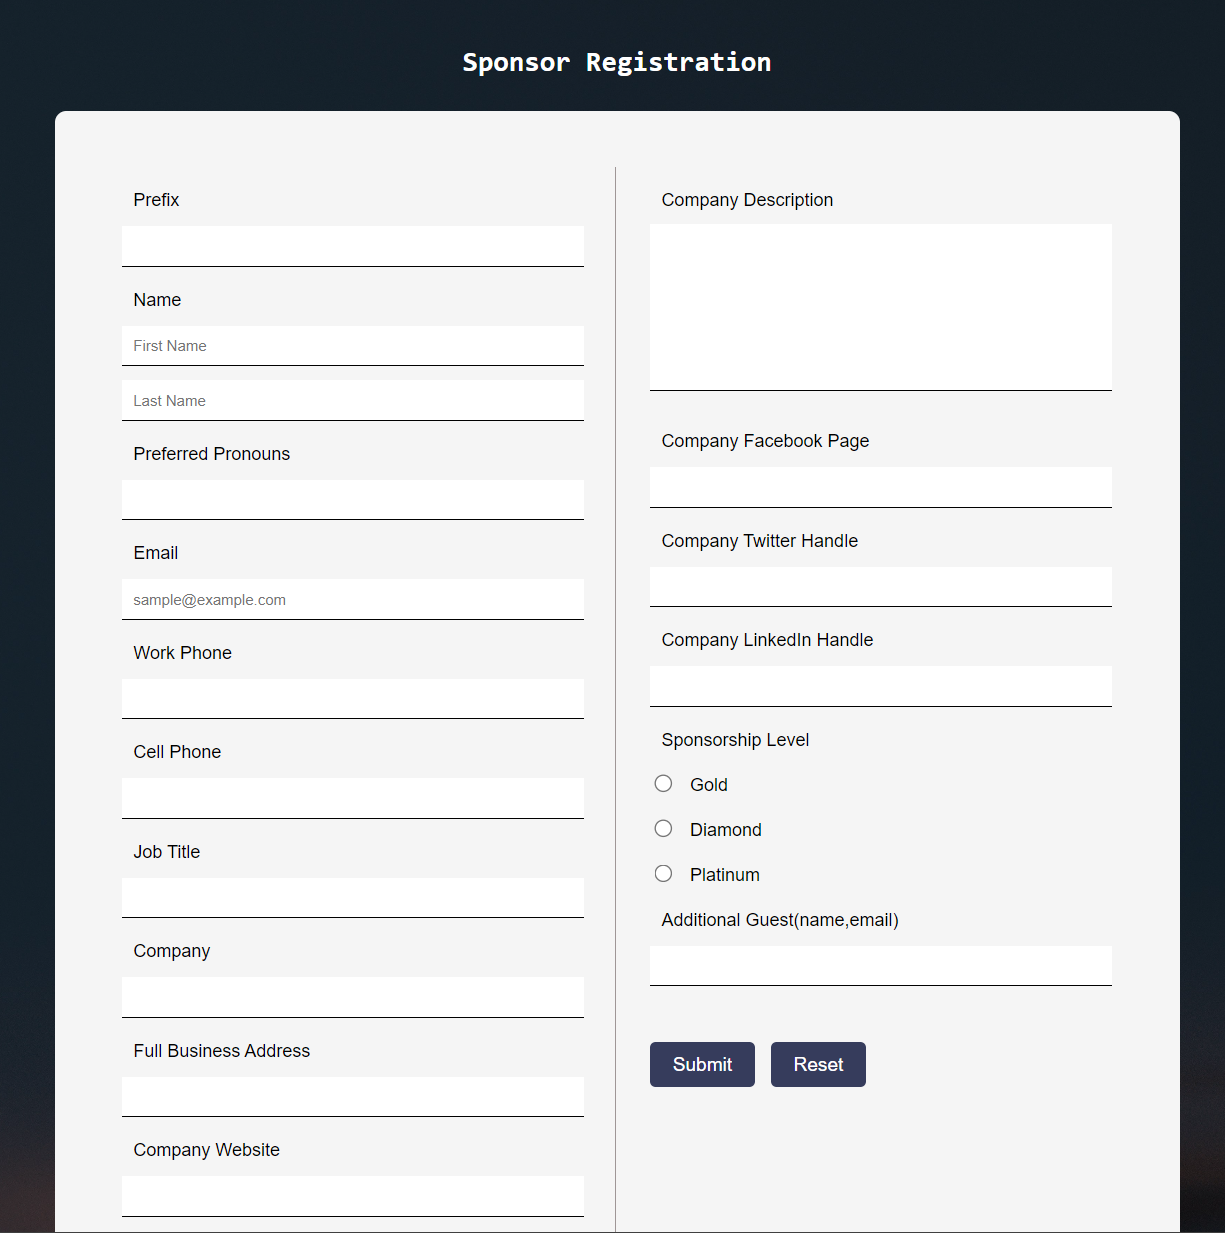 Sponsor Registration
Prefix
Name
First Name
Last Name
Preferred Pronouns
Email
sample@example.com
Work Phone
Cell Phone
Job Title
Company
Full Business Address
Company Website
Company Description
Company Facebook Page
Company Twitter Handle
Company LinkedIn Handle
Sponsorship Level
Gold
Diamond
Platinum
Additional Guest(name,email)
Submit Reset